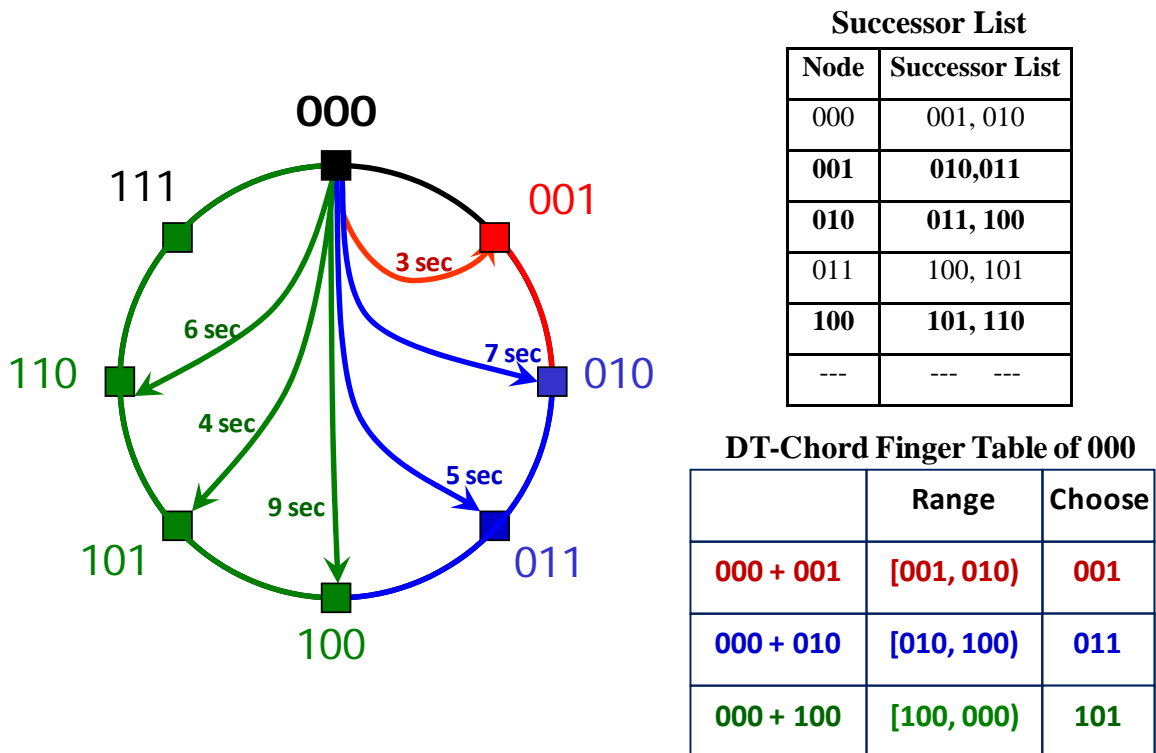 000
111
001
3 sec
6 sec
7 sec
110
010
4 sec
5 sec
9 sec
101
011
100
Successor List
Node Successor List
000 001, 010
001 010,011
010 011, 100
011 100, 101
100 101, 110
--- --- ---
DT-Chord Finger Table of 000
Range Choose
000 + 001 [001, 010) 001
000 + 010 [010, 100) 011
000 + 100 [100, 000) 101